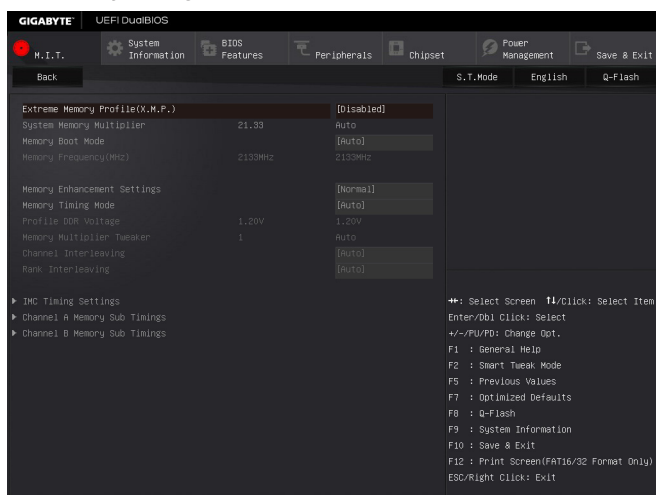 GIGABYTE™ UEFI DualBIOS
M.I.T.
System Information
BIOS Features
Peripherals
Chipset
Power Management
Save & Exit
Back
S.T.Mode English Q-Flash
Extreme Memory Profile(X.M.P.) [Disabled]
System Memory Multiplier 21.33 Auto
Memory Boot Mode [Auto]
Memory Frequency(MHz) 2133MHz 2133MHz
Memory Enhancement Settings [Normal]
Memory Timing Mode [Auto]
Profile DDR Voltage 1.20V 1.20V
Memory Multiplier Tweaker 1 Auto
Channel Interleaving [Auto]
Rank Interleaving [Auto]
▶ IMC Timing Settings
▶ Channel A Memory Sub Timings
▶ Channel B Memory Sub Timings
→←: Select Screen ↑↓/Click: Select Item
Enter/Dbl Click: Select
+/-/PU/PD: Change Opt.
F1 : General Help
F2 : Smart Tweak Mode
F5 : Previous Values
F7 : Optimized Defaults
F8 : Q-Flash
F9 : System Information
F10 : Save & Exit
F12 : Print Screen(FAT16/32 Format Only)
ESC/Right Click: Exit